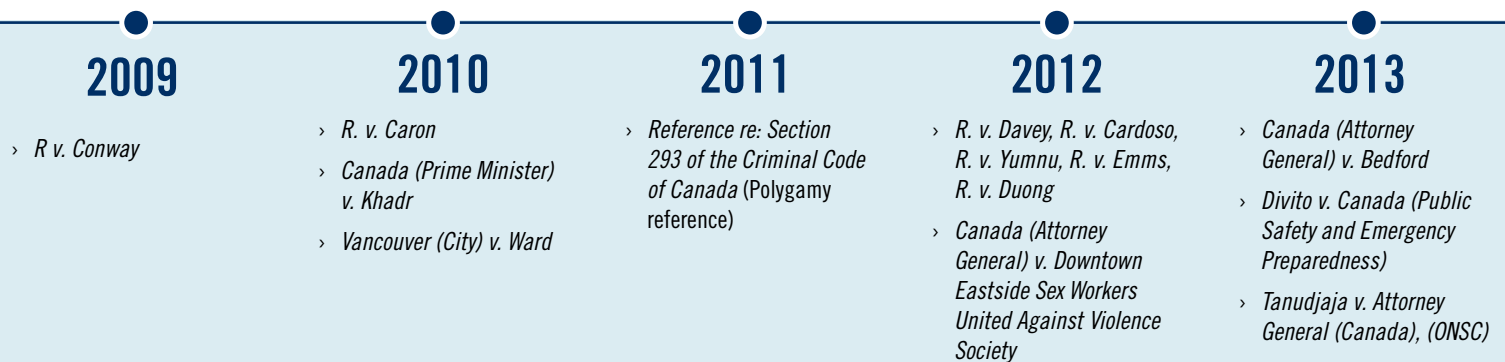 2009
› R v. Conway
2010
› R. v. Caron
› Canada (Prime Minister)
v. Khadr
› Vancouver (City) v. Ward
2011
› Reference re: Section
293 of the Criminal Code
of Canada (Polygamy
reference)
2012
› R. v. Davey, R. v. Cardoso,
R. v. Yumnu, R. v. Emms,
R. v. Duong
› Canada (Attorney
General) v. Downtown
Eastside Sex Workers
United Against Violence
Society
2013
› Canada (Attorney
General) v. Bedford
› Divito v. Canada (Public
Safety and Emergency
Preparedness)
› Tanudjaja v. Attorney
General (Canada), (ONSC)